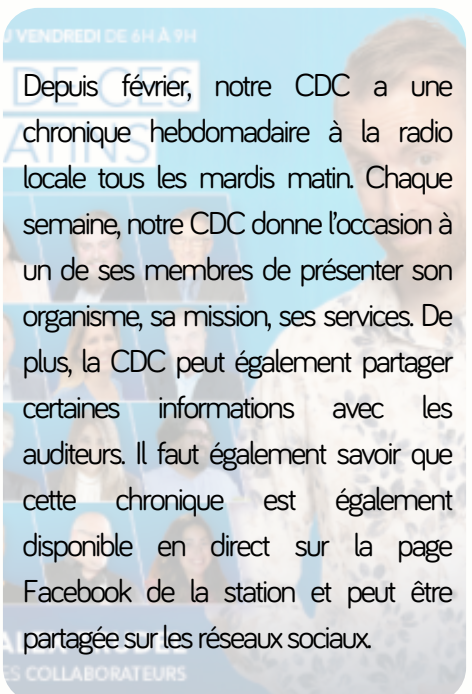 U VENDREDI DE 6H À 9H
DE CES
ATINS
Depuis février, notre CDC a une
chronique hebdomadaire à la radio
locale tous les mardis matin. Chaque
semaine, notre CDC donne l’occasion à
un de ses membres de présenter son
organisme, sa mission, ses services. De
plus, la CDC peut également partager
certaines informations avec les
auditeurs. Il faut également savoir que
cette chronique est également
disponible en direct sur la page
Facebook de la station et peut être
partagée sur les réseaux sociaux.
ES COLLABORATEURS